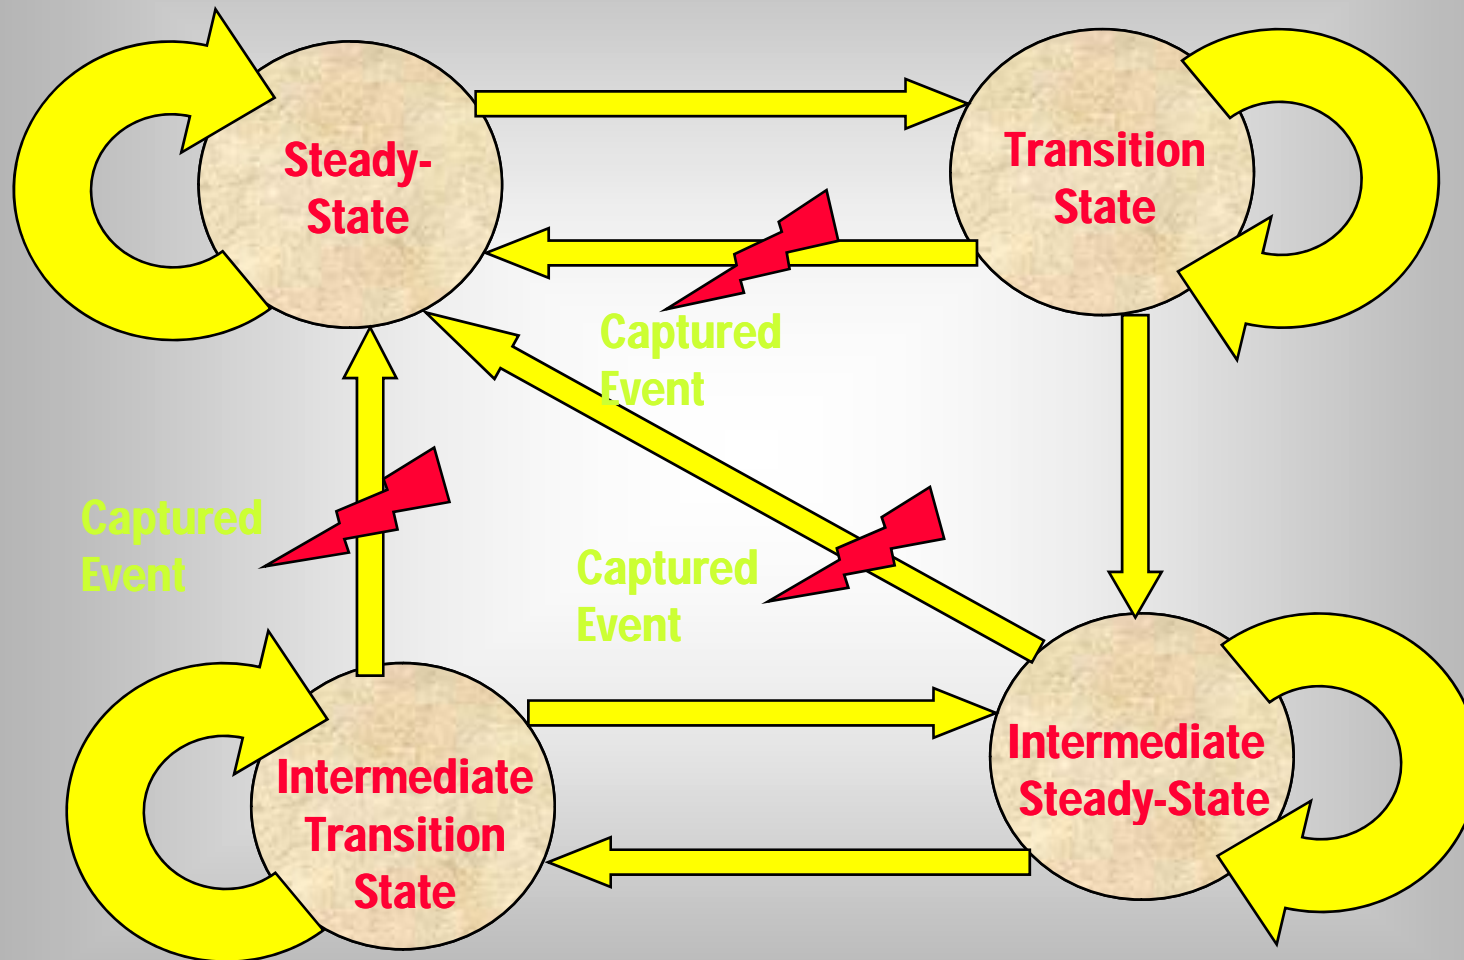 Steady-
State
Transition
State
Captured
Event
Captured
Event
Captured
Event
Intermediate
Transition
State
Intermediate
Steady-State